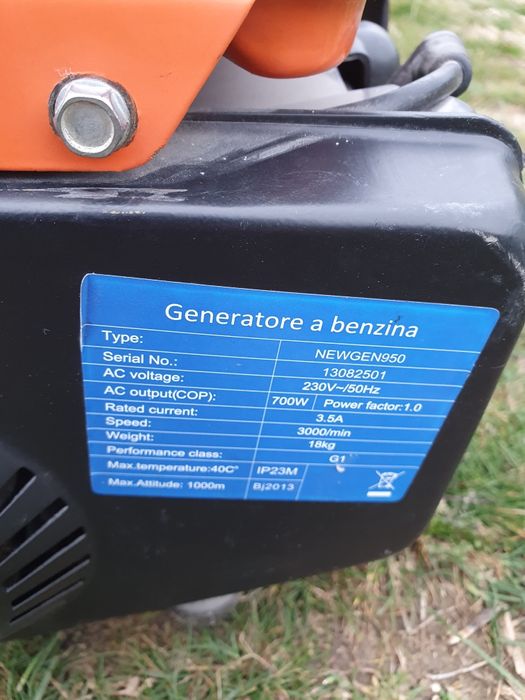 Generatore a benzina
Type: NEWGEN950
Serial No.: 13082501
AC voltage: 230V~/50Hz
AC output(COP): 700W Power factor:1.0
Rated current: 3.5A
Speed: 3000/min
Weight: 18kg
Performance class: G1
Max.temperature:40C° IP23M
Max.Attitude: 1000m Bj2013